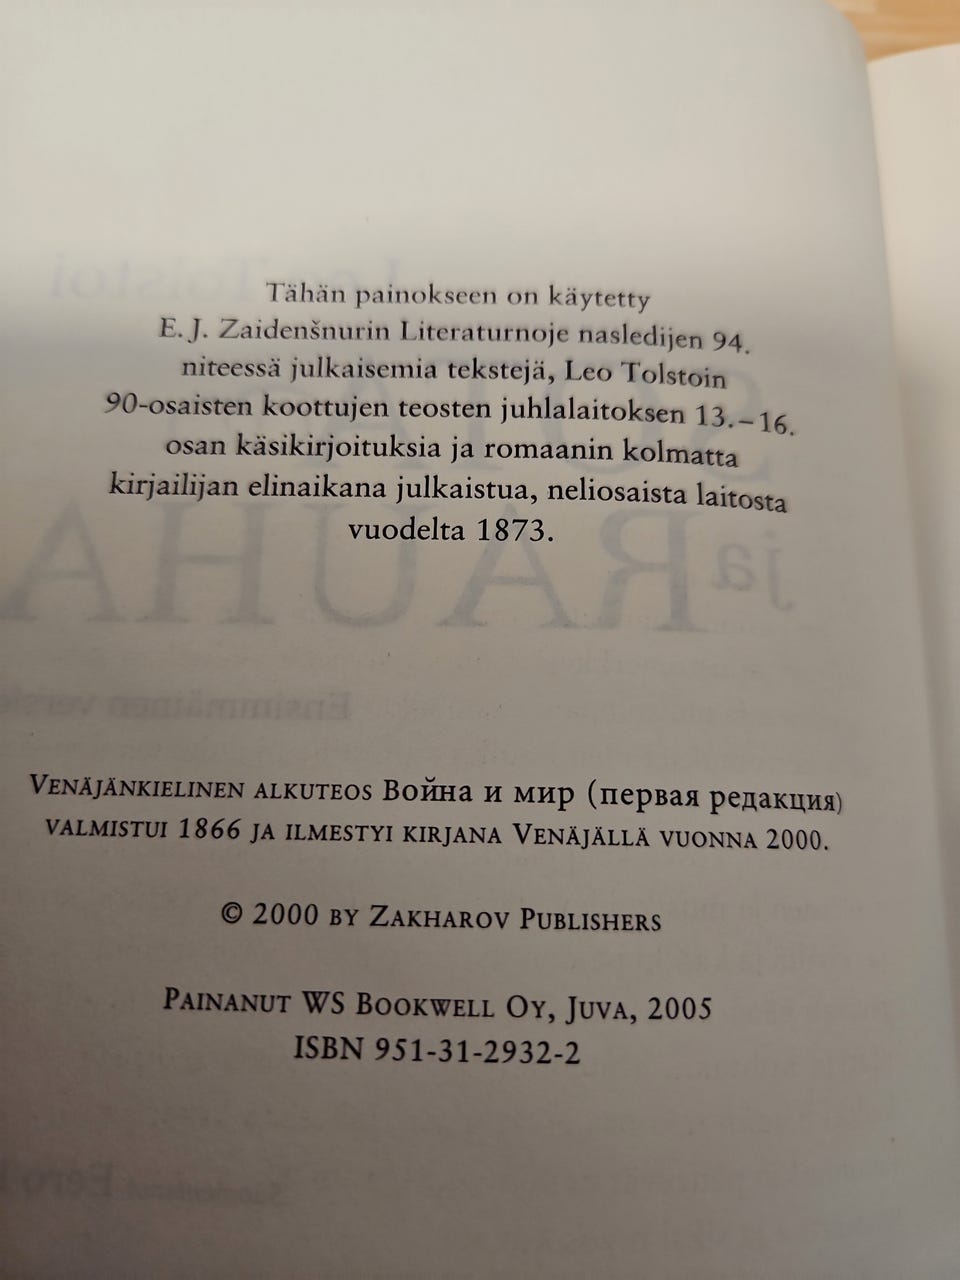 Tähän painokseen on käytetty
E. J. Zaidenšnurin Literaturnoje nasledijen 94.
niteessä julkaisemia tekstejä, Leo Tolstoin
90-osaisten koottujen teosten juhlalaitoksen 13.–16.
osan käsikirjoituksia ja romaanin kolmatta
kirjailijan elinaikana julkaistua, neliosaista laitosta
vuodelta 1873.
VENÄJÄNKIELINEN ALKUTEOS Война и мир (первая редакция)
VALMISTUI 1866 JA ILMESTYI KIRJANA VENÄJÄLLÄ VUONNA 2000.
© 2000 BY ZAKHAROV PUBLISHERS
PAINANUT WS BOOKWELL OY, JUVA, 2005
ISBN 951-31-2932-2